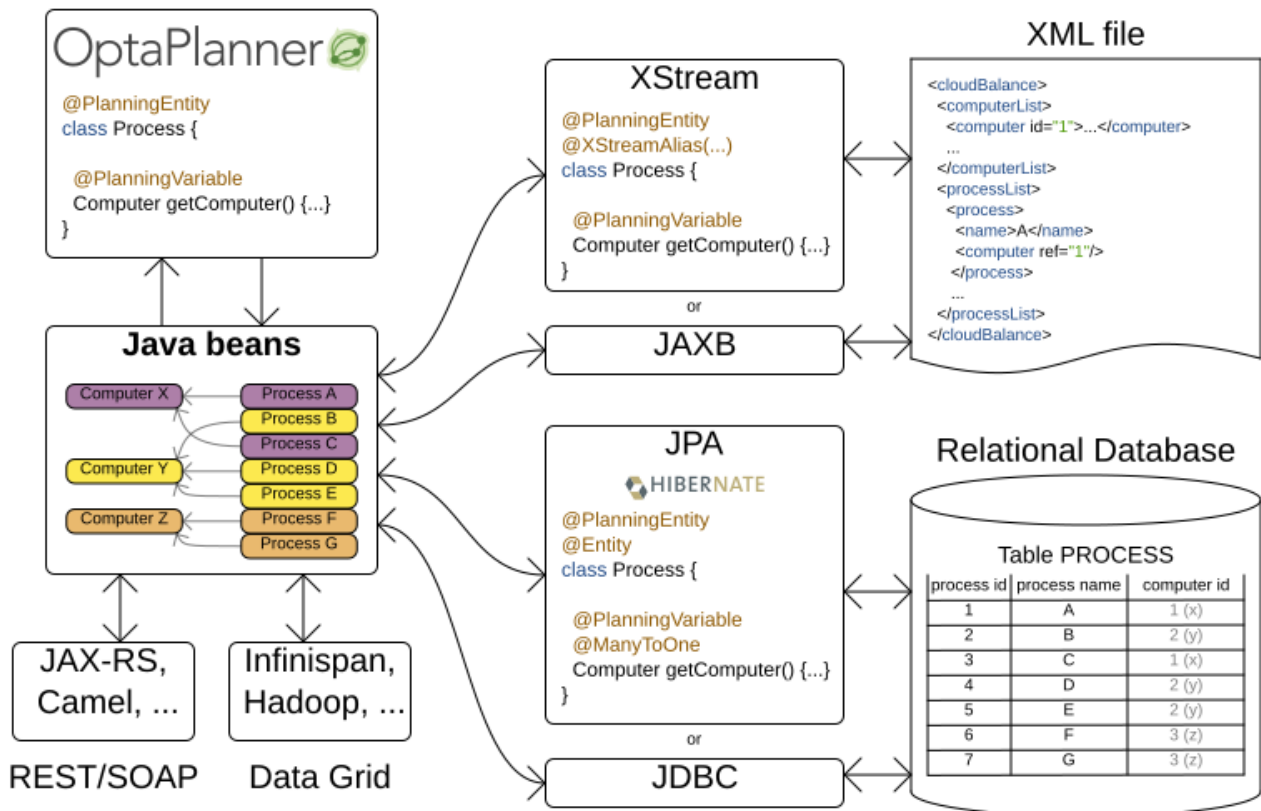 OptaPlanner
@PlanningEntity
class Process {
@PlanningVariable
Computer getComputer() {...}
}
Java beans
Computer X
Computer Y
Computer Z
Process A
Process B
Process C
Process D
Process E
Process F
Process G
JAX-RS,
Camel, ...
REST/SOAP
Infinispan,
Hadoop, ...
Data Grid
XStream
@PlanningEntity
@XStreamAlias(...)
class Process {
@PlanningVariable
Computer getComputer() {...}
}
or
JAXB
JPA
HIBERNATE
@PlanningEntity
@Entity
class Process {
@PlanningVariable
@ManyToOne
Computer getComputer() {...}
}
or
JDBC
XML file
<cloudBalance>
<computerList>
<computer id="1">...</computer>
...
</computerList>
<processList>
<process>
<name>A</name>
<computer ref="1"/>
</process>
...
</processList>
</cloudBalance>
Relational Database
Table PROCESS
process id process name computer id
1 A 1 (x)
2 B 2 (y)
3 C 1 (x)
4 D 2 (y)
5 E 2 (y)
6 F 3 (z)
7 G 3 (z)